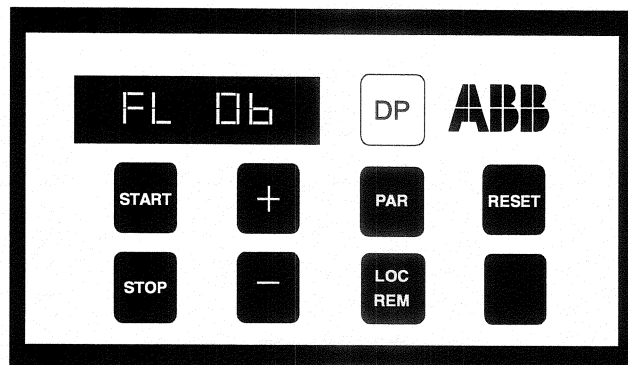 FL 06
DP
ABB
START
+
PAR
RESET
STOP
−
LOC
REM